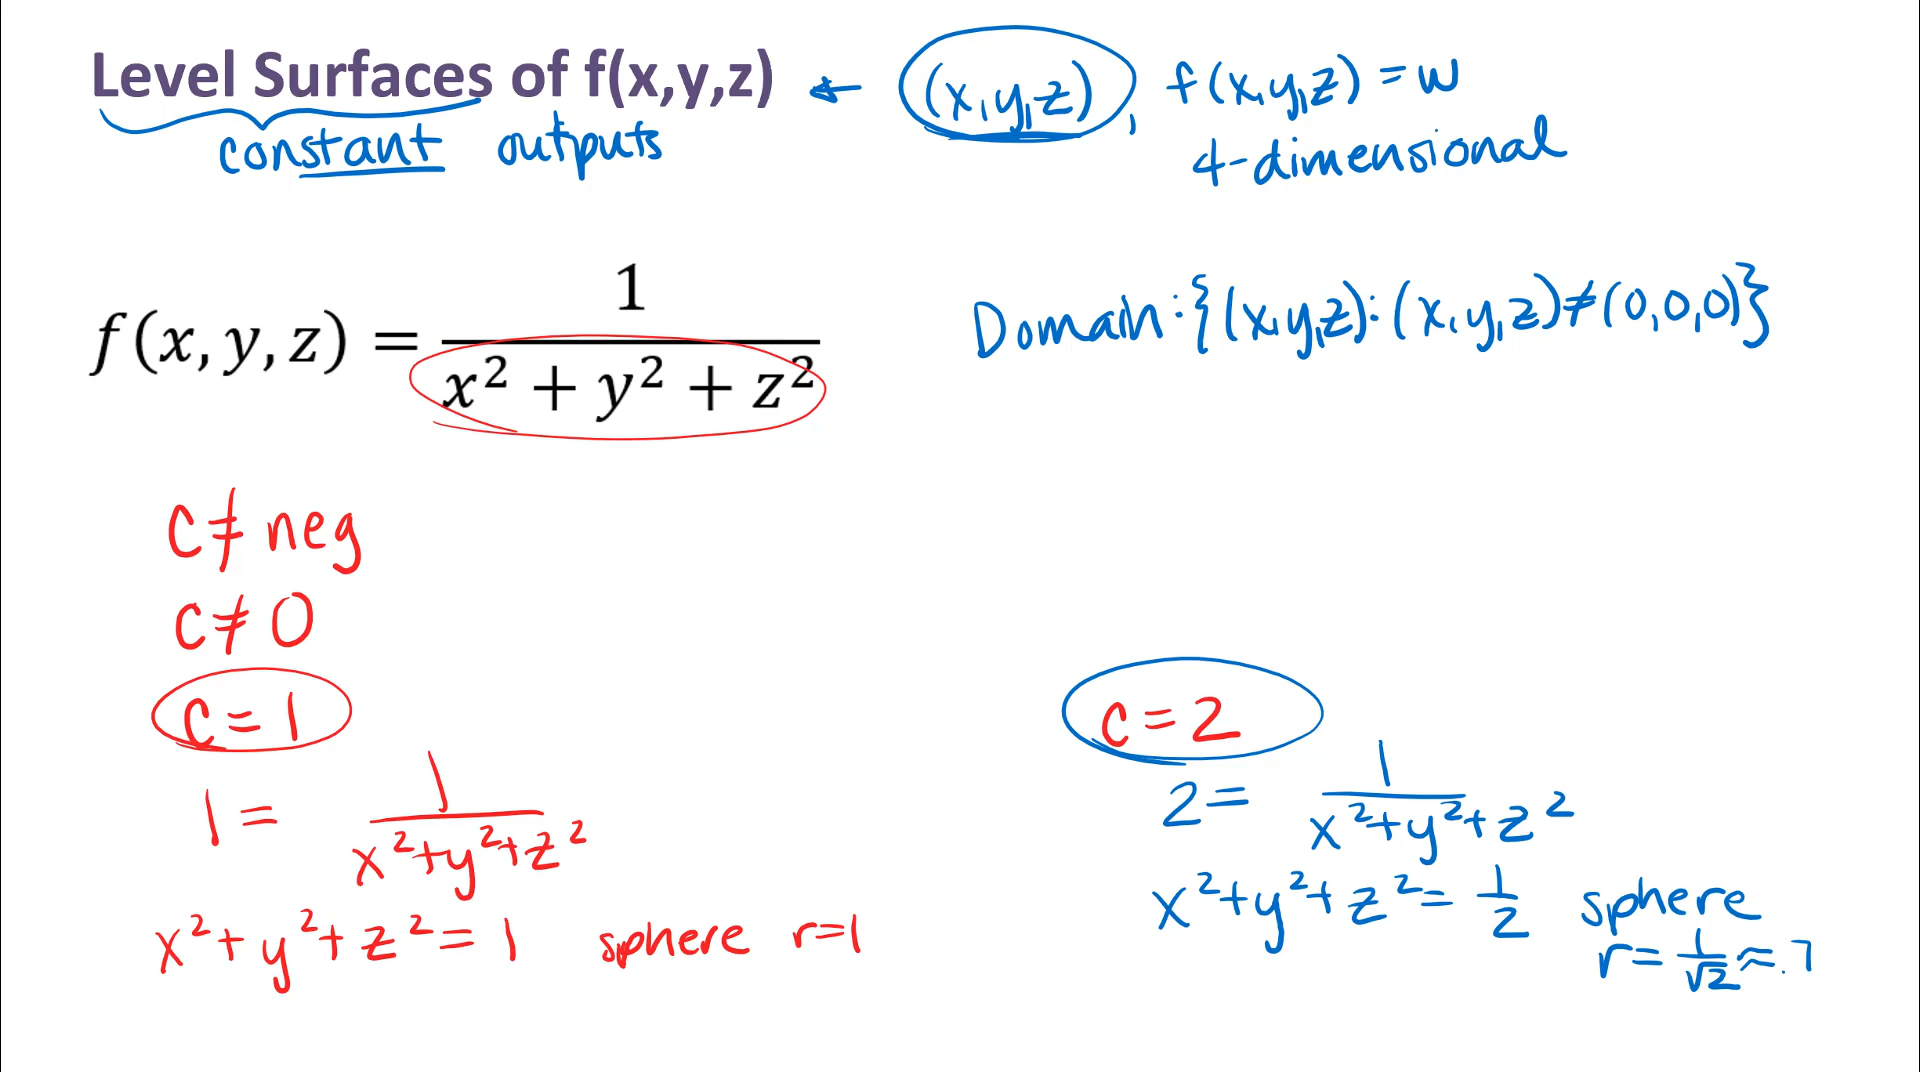 Level Surfaces of f(x,y,z) ← (x,y,z), f(x,y,z) = w
constant outputs
4-dimensional
f(x, y, z) = 1 / (x² + y² + z²)
Domain: {(x,y,z): (x,y,z) ≠ (0,0,0)}
c ≠ neg
c ≠ 0
c = 1
1 = 1 / (x² + y² + z²)
x² + y² + z² = 1 sphere r=1
c = 2
2 = 1 / (x² + y² + z²)
x² + y² + z² = 1/2 sphere
r = 1/√2 ≈ .7